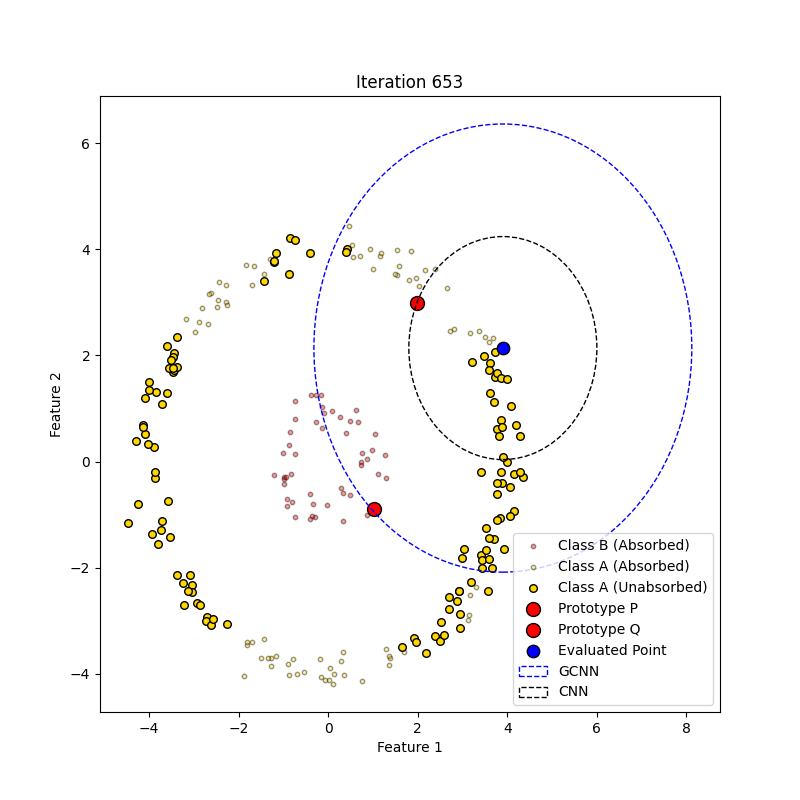 Iteration 653
Feature 2
6
4
2
0
−2
−4
−4
−2
0
2
4
6
8
Feature 1
Class B (Absorbed)
Class A (Absorbed)
Class A (Unabsorbed)
Prototype P
Prototype Q
Evaluated Point
GCNN
CNN